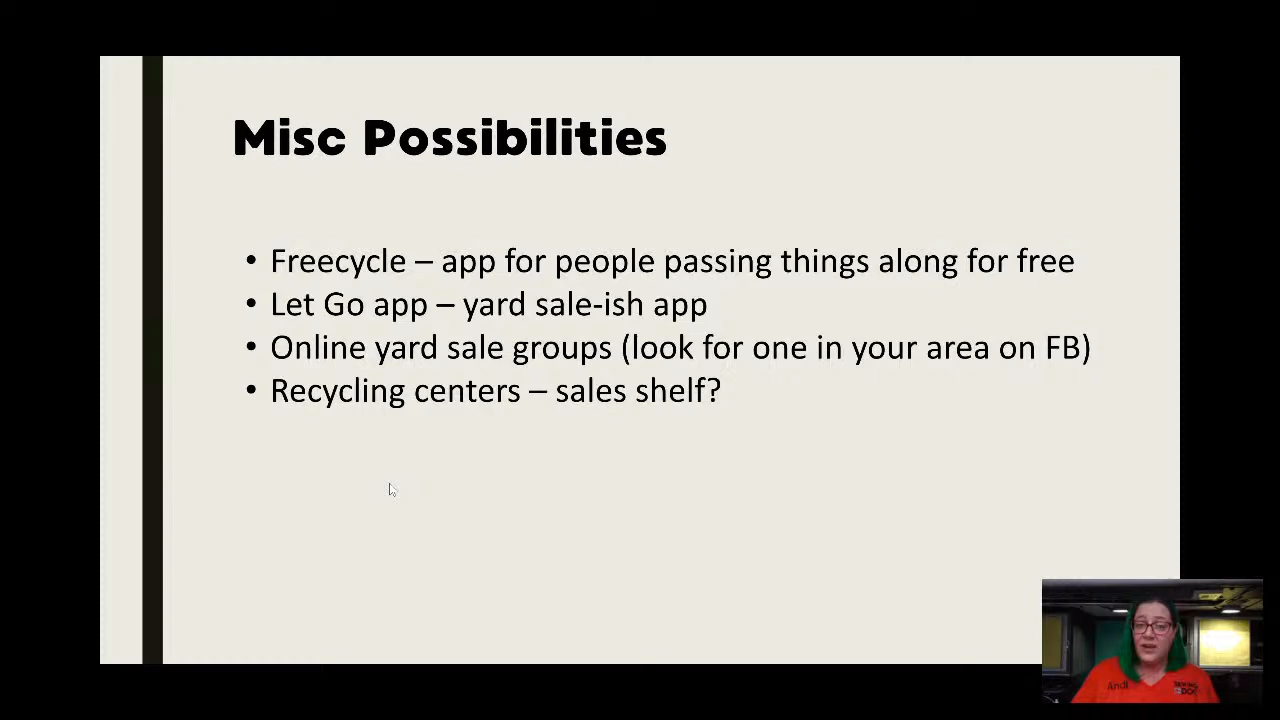 Misc Possibilities
• Freecycle – app for people passing things along for free
• Let Go app – yard sale-ish app
• Online yard sale groups (look for one in your area on FB)
• Recycling centers – sales shelf?
Andi